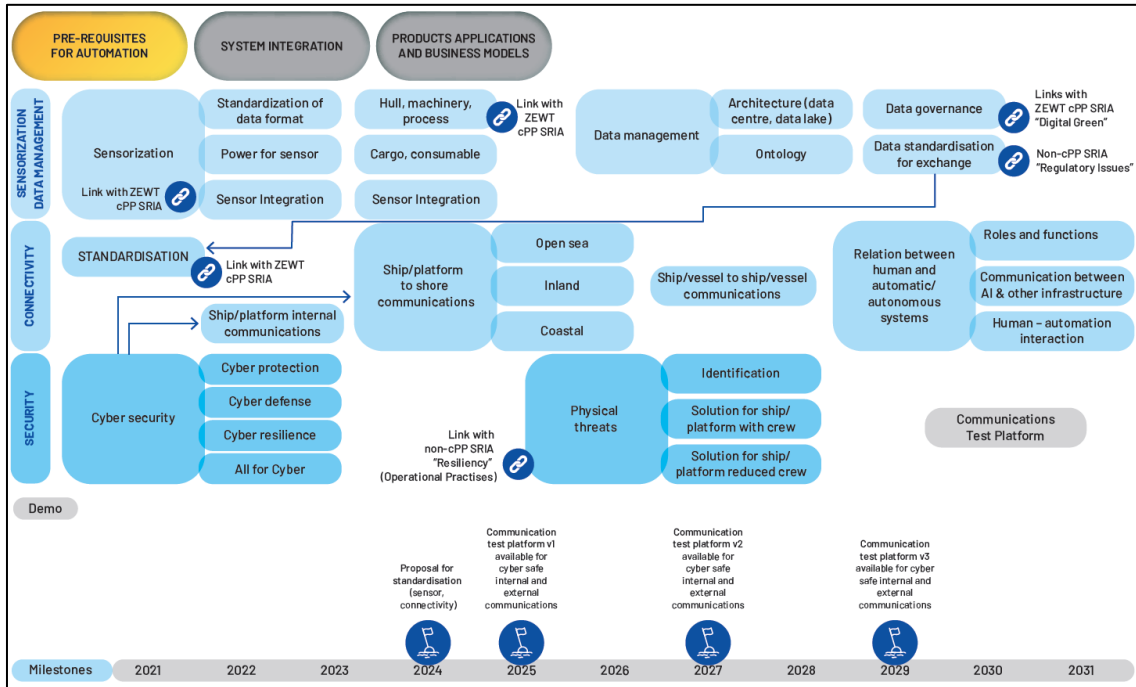 PRE-REQUISITES
FOR AUTOMATION
SYSTEM INTEGRATION
PRODUCTS APPLICATIONS
AND BUSINESS MODELS
SENSORIZATION
DATA MANAGEMENT
Sensorization
Link with ZEWT
cPP SRIA
Standardization of
data format
Power for sensor
Sensor Integration
Hull, machinery,
process
Link with
ZEWT
cPP SRIA
Cargo, consumable
Sensor Integration
Data management
Architecture (data
centre, data lake)
Ontology
Data governance
Links with
ZEWT cPP SRIA
"Digital Green"
Data standardisation
for exchange
Non-cPP SRIA
"Regulatory Issues"
CONNECTIVITY
STANDARDISATION
Link with ZEWT
cPP SRIA
Ship/platform internal
communications
Ship/platform
to shore
communications
Open sea
Inland
Coastal
Ship/vessel to ship/vessel
communications
Relation between
human and
automatic/
autonomous
systems
Roles and functions
Communication between
AI & other infrastructure
Human – automation
interaction
SECURITY
Cyber security
Cyber protection
Cyber defense
Cyber resilience
All for Cyber
Link with
non-cPP SRIA
"Resiliency"
(Operational Practises)
Physical
threats
Identification
Solution for ship/
platform with crew
Solution for ship/
platform reduced crew
Communications
Test Platform
Demo
Proposal for
standardisation
(sensor,
connectivity)
Communication
test platform v1
available for
cyber safe
internal and
external
communications
Communication
test platform v2
available for
cyber safe
internal and
external
communications
Communication
test platform v3
available for cyber
safe internal and
external
communications
Milestones
2021
2022
2023
2024
2025
2026
2027
2028
2029
2030
2031